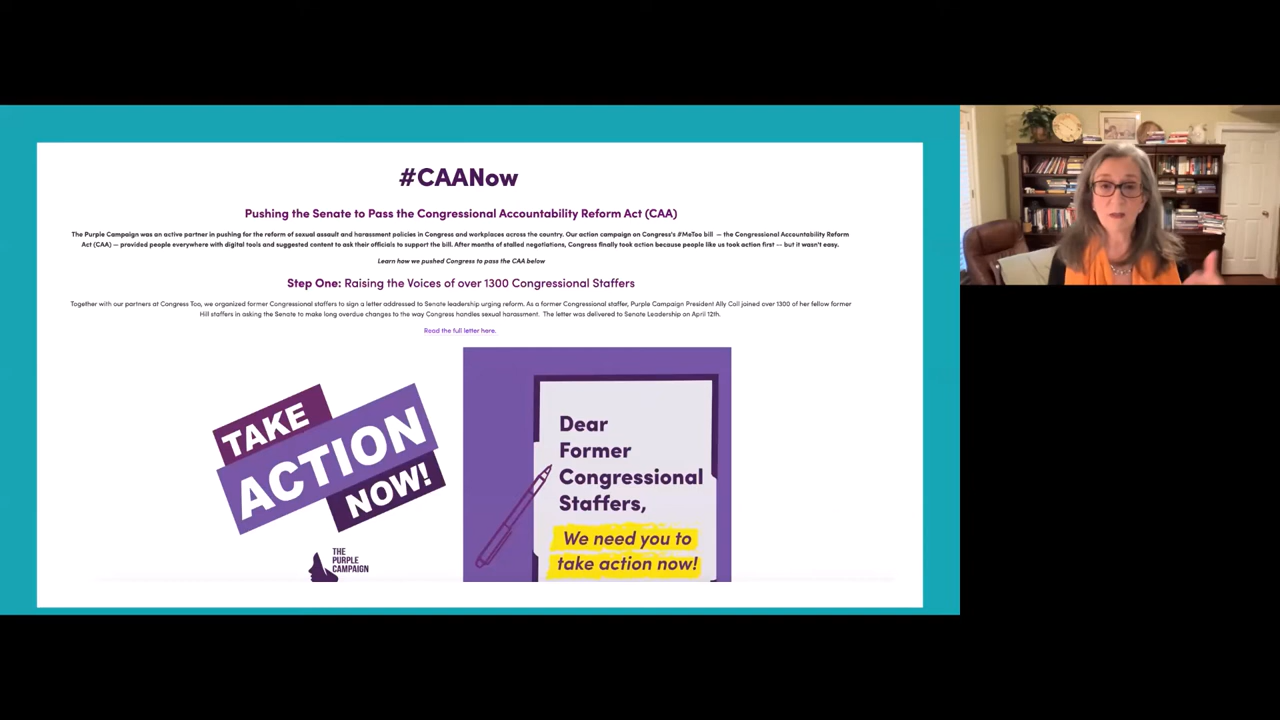 #CAANow
Pushing the Senate to Pass the Congressional Accountability Reform Act (CAA)
The Purple Campaign was an active partner in pushing for the reform of sexual assault and harassment policies in Congress and workplaces across the country. Our action campaign on Congress's #MeToo bill — the Congressional Accountability Reform
Act (CAA) — provided people everywhere with digital tools and suggested content to ask their officials to support the bill. After months of stalled negotiations, Congress finally took action because people like us took action first -- but it wasn't easy.
Learn how we pushed Congress to pass the CAA below
Step One: Raising the Voices of over 1300 Congressional Staffers
Together with our partners at Congress Too, we organized former Congressional staffers to sign a letter addressed to Senate leadership urging reform. As a former Congressional staffer, Purple Campaign President Ally Coll joined over 1300 of her fellow former
Hill staffers in asking the Senate to make long overdue changes to the way Congress handles sexual harassment. The letter was delivered to Senate Leadership on April 12th.
Read the full letter here.
TAKE
ACTION
NOW!
THE
PURPLE
CAMPAIGN
Dear
Former
Congressional
Staffers,
We need you to
take action now!